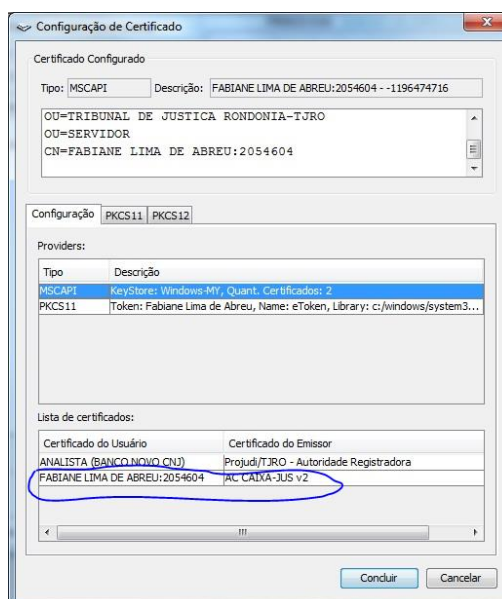 Configuração de Certificado
Certificado Configurado
Tipo: MSCAPI Descrição: FABIANE LIMA DE ABREU:2054604 - -1196474716
OU=TRIBUNAL DE JUSTICA RONDONIA-TJRO
OU=SERVIDOR
CN=FABIANE LIMA DE ABREU:2054604
Configuração PKCS11 PKCS12
Providers:
Tipo Descrição
MSCAPI KeyStore: Windows-MY, Quant. Certificados: 2
PKCS11 Token: Fabiane Lima de Abreu, Name: eToken, Library: c:/windows/system3...
Lista de certificados:
Certificado do Usuário Certificado do Emissor
ANALISTA (BANCO NOVO CNJ) Projudi/TJRO - Autoridade Registradora
FABIANE LIMA DE ABREU:2054604 AC CAIXA-JUS v2
Concluir Cancelar